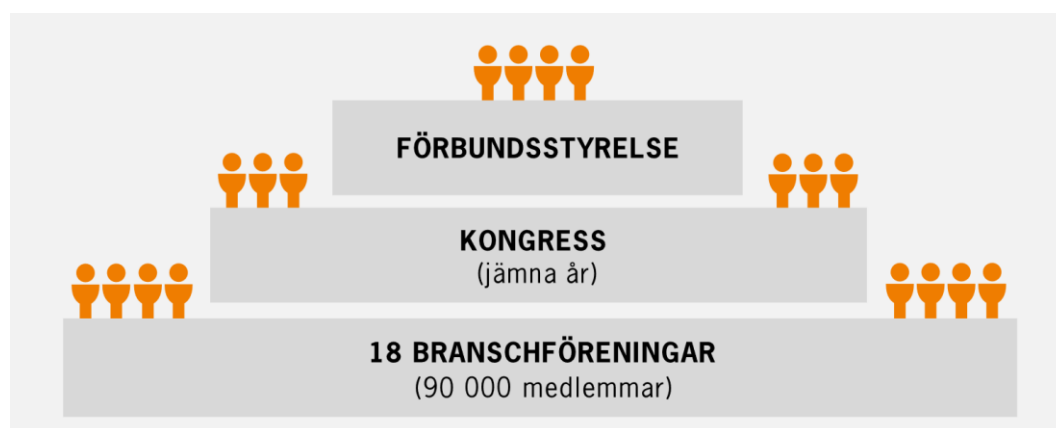 FÖRBUNDSSTYRELSE
KONGRESS
(jämna år)
18 BRANSCHFÖRENINGAR
(90 000 medlemmar)